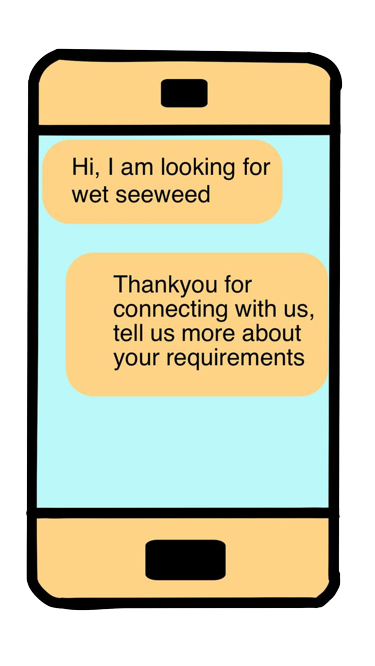 Hi, I am looking for
wet seeweed
Thankyou for
connecting with us,
tell us more about
your requirements